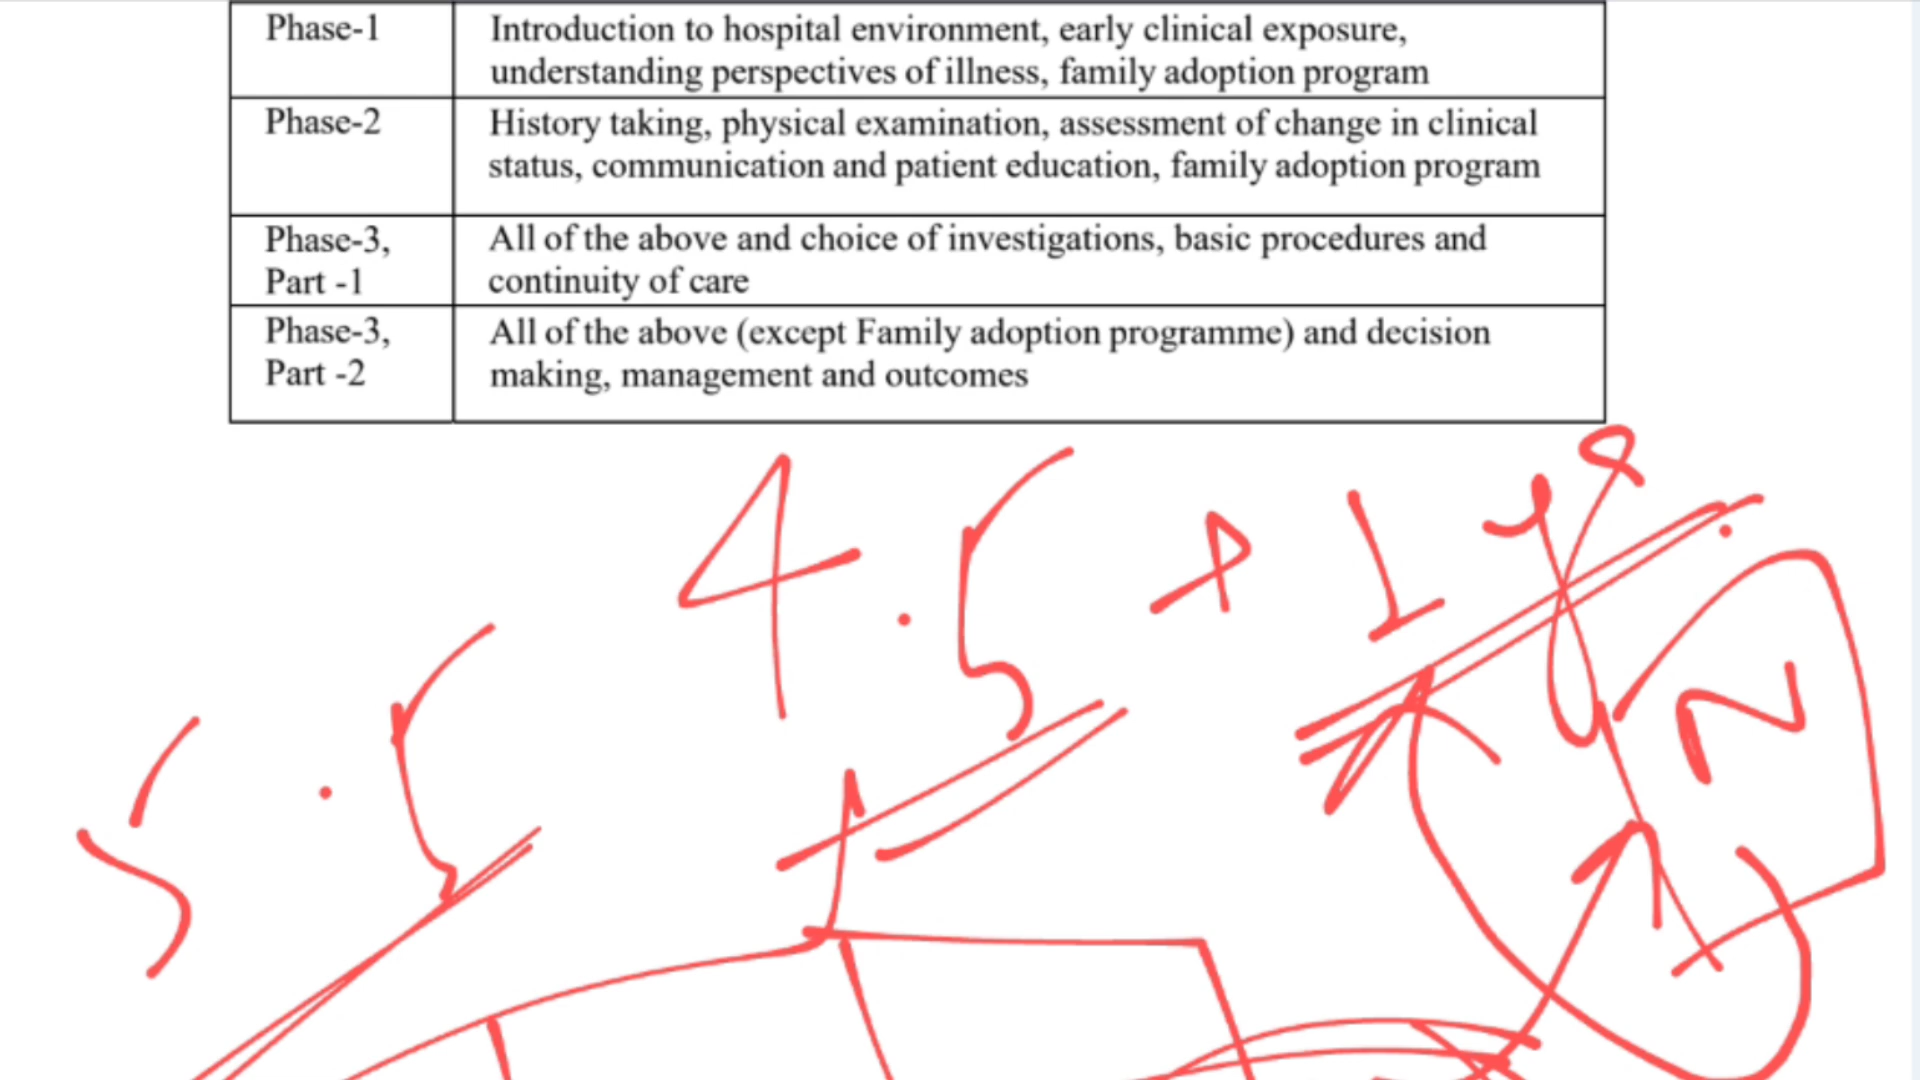 Phase-1
Introduction to hospital environment, early clinical exposure,
understanding perspectives of illness, family adoption program
Phase-2
History taking, physical examination, assessment of change in clinical
status, communication and patient education, family adoption program
Phase-3,
Part -1
All of the above and choice of investigations, basic procedures and
continuity of care
Phase-3,
Part -2
All of the above (except Family adoption programme) and decision
making, management and outcomes
4.5 + 1 y
5.5
N